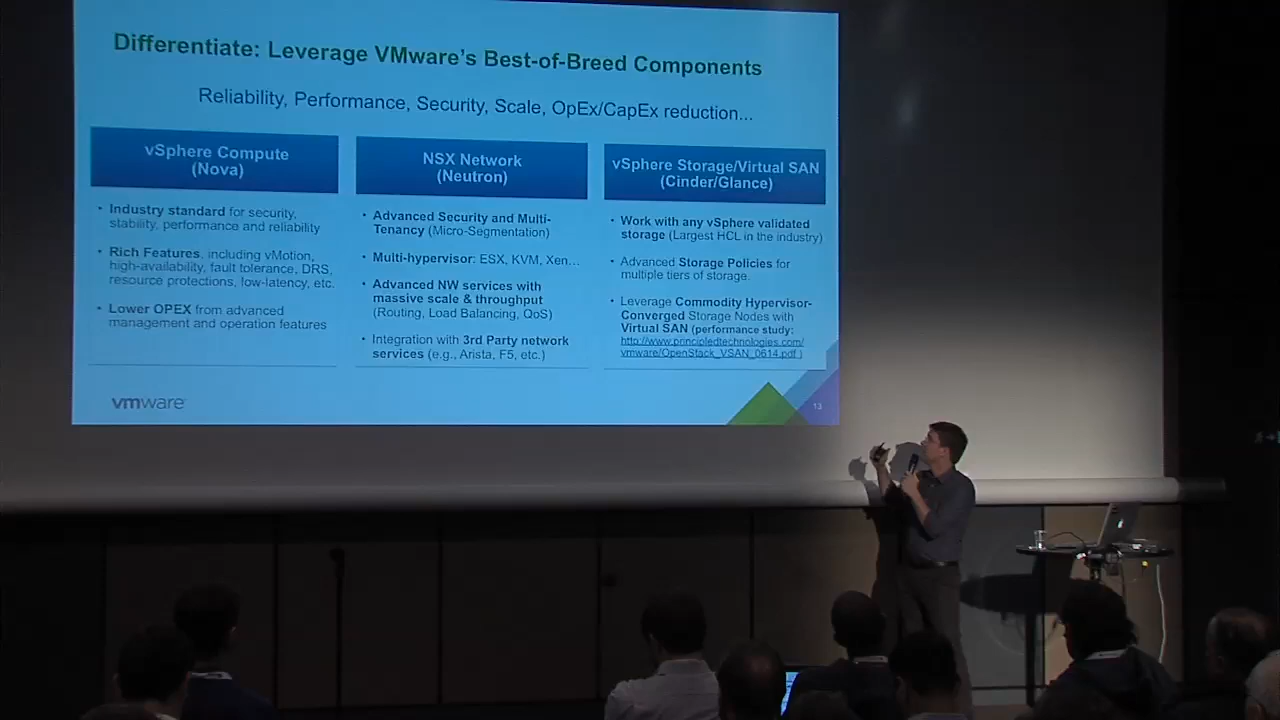 Differentiate: Leverage VMware's Best-of-Breed Components
Reliability, Performance, Security, Scale, OpEx/CapEx reduction...
vSphere Compute
(Nova)
• Industry standard for security,
stability, performance and reliability
• Rich Features, including vMotion,
high-availability, fault tolerance, DRS,
resource protections, low-latency, etc.
• Lower OPEX from advanced
management and operation features
NSX Network
(Neutron)
• Advanced Security and Multi-
Tenancy (Micro-Segmentation)
• Multi-hypervisor: ESX, KVM, Xen...
• Advanced NW services with
massive scale & throughput
(Routing, Load Balancing, QoS)
• Integration with 3rd Party network
services (e.g., Arista, F5, etc.)
vSphere Storage/Virtual SAN
(Cinder/Glance)
• Work with any vSphere validated
storage (Largest HCL in the industry)
• Advanced Storage Policies for
multiple tiers of storage.
• Leverage Commodity Hypervisor-
Converged Storage Nodes with
Virtual SAN (performance study:
http://www.principledtechnologies.com/
vmware/OpenStack_VSAN_0614.pdf )
vmware
13